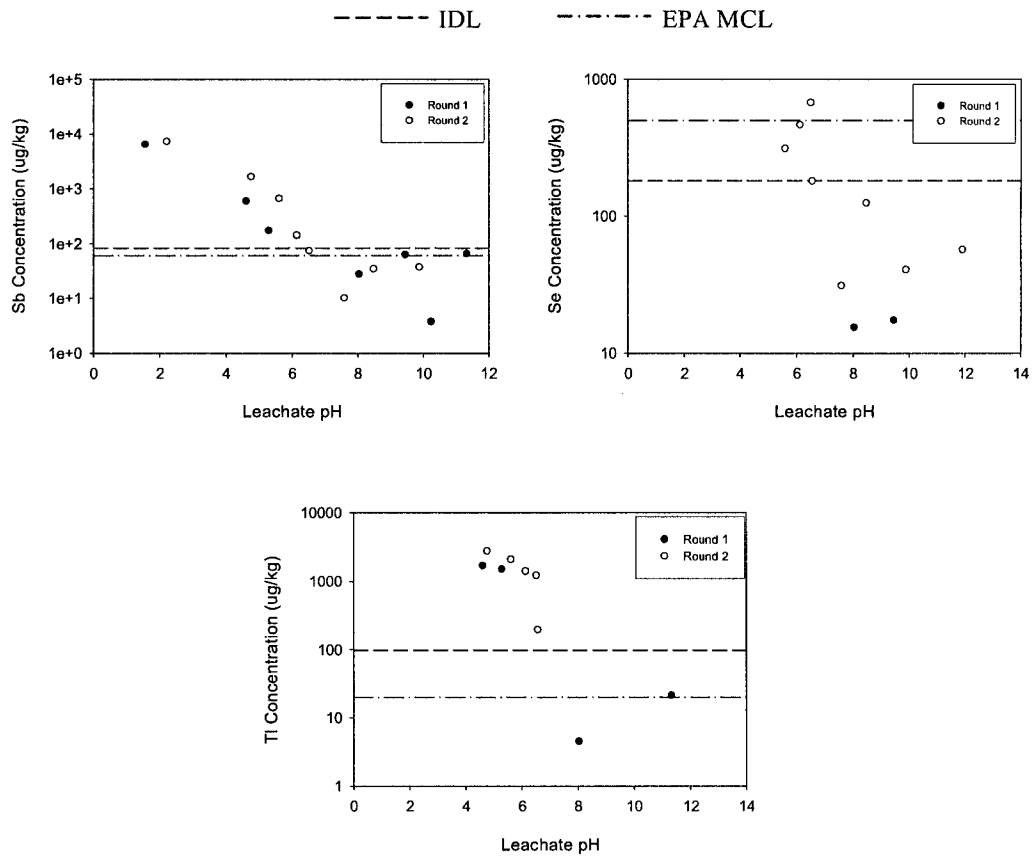 IDL EPA MCL
Sb Concentration (ug/kg)
1e+5
1e+4
1e+3
1e+2
1e+1
1e+0
Round 1
Round 2
0 2 4 6 8 10 12
Leachate pH
Se Concentration (ug/kg)
1000
100
10
Round 1
Round 2
0 2 4 6 8 10 12 14
Leachate pH
Tl Concentration (ug/kg)
10000
1000
100
10
1
Round 1
Round 2
0 2 4 6 8 10 12 14
Leachate pH